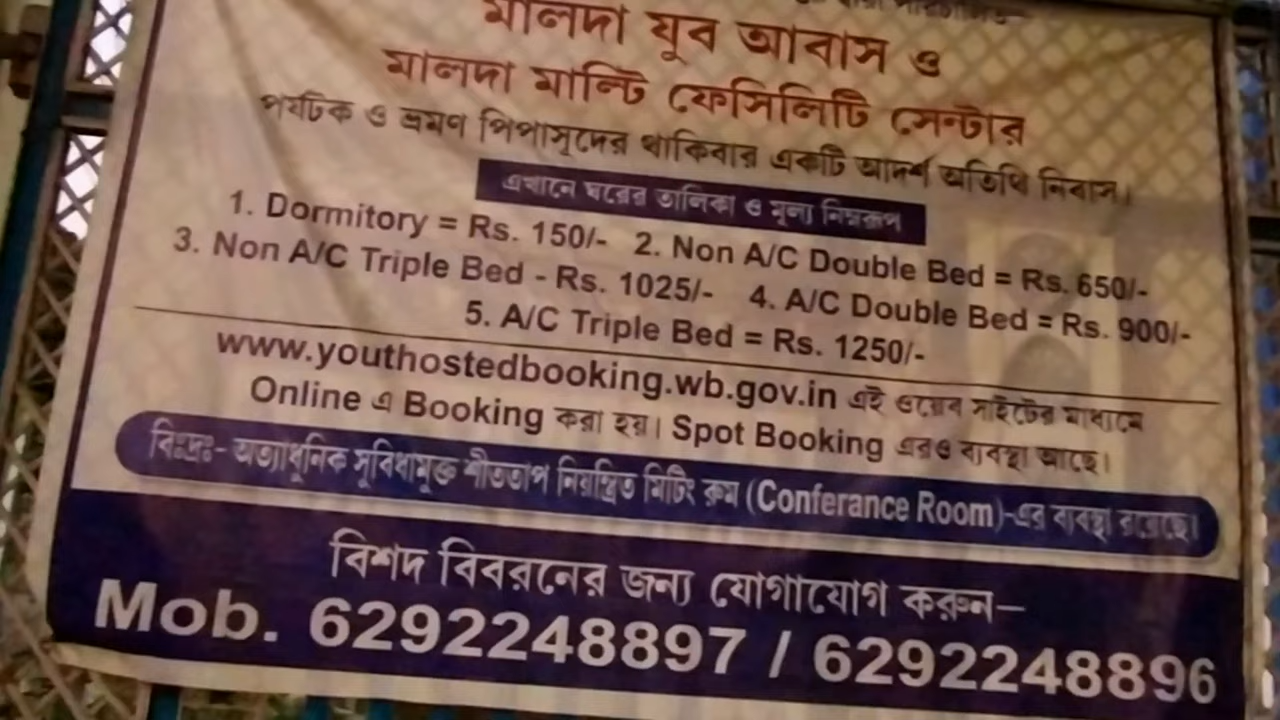 মালদা যুব আবাস ও
মালদা মাল্টি ফেসিলিটি সেন্টার
পর্যটক ও ভ্রমণ পিপাসুদের থাকিবার একটি আদর্শ অতিথি নিবাস।
এখানে ঘরের তালিকা ও মূল্য নিম্নরূপ
1. Dormitory = Rs. 150/- 2. Non A/C Double Bed = Rs. 650/-
3. Non A/C Triple Bed - Rs. 1025/- 4. A/C Double Bed = Rs. 900/-
5. A/C Triple Bed = Rs. 1250/-
www.youthostedbooking.wb.gov.in এই ওয়েব সাইটের মাধ্যমে
Online এ Booking করা হয়। Spot Booking এরও ব্যবস্থা আছে।
বিঃদ্রঃ- অত্যাধুনিক সুবিধাযুক্ত শীততাপ নিয়ন্ত্রিত মিটিং রুম (Conferance Room)-এর ব্যবস্থা রয়েছে।
বিশদ বিবরনের জন্য যোগাযোগ করুন—
Mob. 6292248897 / 6292248896